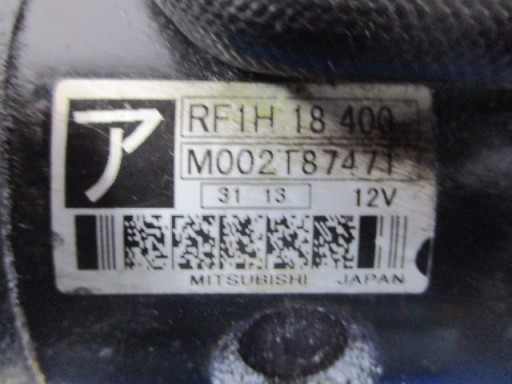 ア
RF1H 18 400
M002T87471
31 13
12V
MITSUBISHI JAPAN